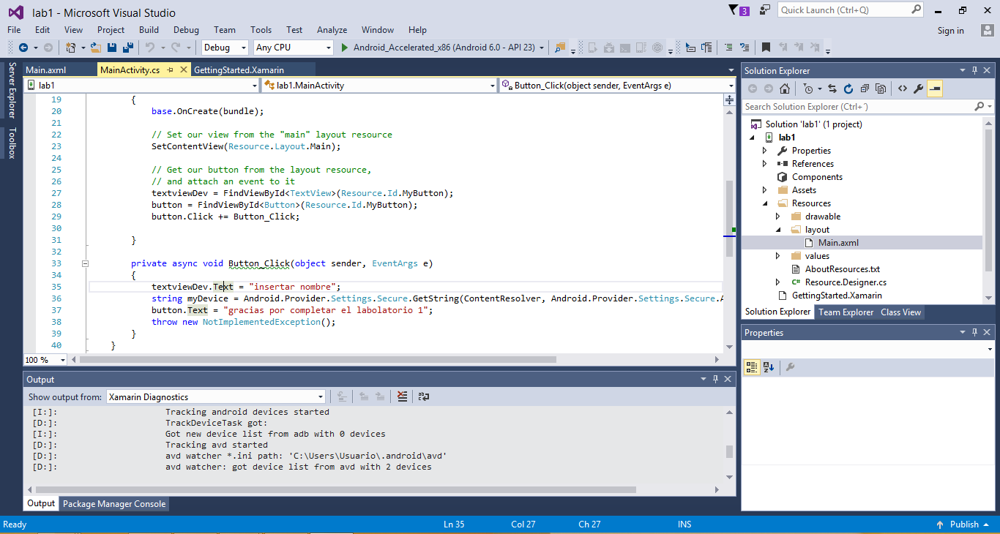 lab1 - Microsoft Visual Studio
3
Quick Launch (Ctrl+Q)
File Edit View Project Build Debug Team Tools Test Analyze Window Help
Sign in
Debug Any CPU Android_Accelerated_x86 (Android 6.0 - API 23)
Server Explorer
Toolbox
Main.axml MainActivity.cs GettingStarted.Xamarin
lab1 lab1.MainActivity Button_Click(object sender, EventArgs e)
19 {
20 base.OnCreate(bundle);
21
22 // Set our view from the "main" layout resource
23 SetContentView(Resource.Layout.Main);
24
25 // Get our button from the layout resource,
26 // and attach an event to it
27 textviewDev = FindViewById<TextView>(Resource.Id.MyButton);
28 button = FindViewById<Button>(Resource.Id.MyButton);
29 button.Click += Button_Click;
30
31 }
32
33 private async void Button_Click(object sender, EventArgs e)
34 {
35 textviewDev.Text = "insertar nombre";
36 string myDevice = Android.Provider.Settings.Secure.GetString(ContentResolver, Android.Provider.Settings.Secure.A
37 button.Text = "gracias por completar el labolatorio 1";
38 throw new NotImplementedException();
39 }
40 }
100 %
Output
Show output from: Xamarin Diagnostics
[I:]: Tracking android devices started
[D:]: TrackDeviceTask got:
[I:]: Got new device list from adb with 0 devices
[D:]: Tracking avd started
[D:]: avd watcher *.ini path: 'C:\Users\Usuario\.android\avd'
[D:]: avd watcher: got device list from avd with 2 devices
Output Package Manager Console
Solution Explorer
Search Solution Explorer (Ctrl+´)
Solution 'lab1' (1 project)
lab1
Properties
References
Components
Assets
Resources
drawable
layout
Main.axml
values
AboutResources.txt
C# Resource.Designer.cs
GettingStarted.Xamarin
Solution Explorer Team Explorer Class View
Properties
Ready Ln 35 Col 27 Ch 27 INS Publish